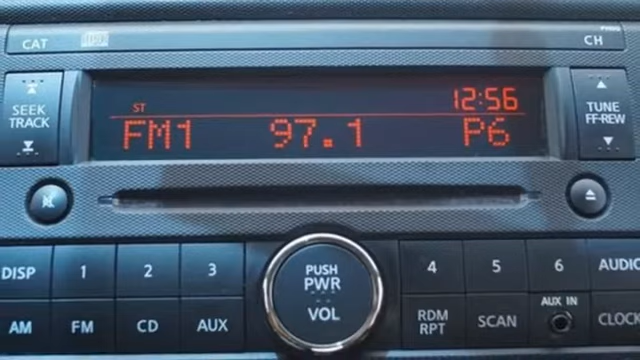 CAT
CH
SEEK
TRACK
ST
12:56
FM1 97.1 P6
TUNE
FF-REW
DISP 1 2 3
PUSH
PWR
VOL
4 5 6 AUDIO
AM FM CD AUX
RDM
RPT
SCAN
AUX IN
CLOCK